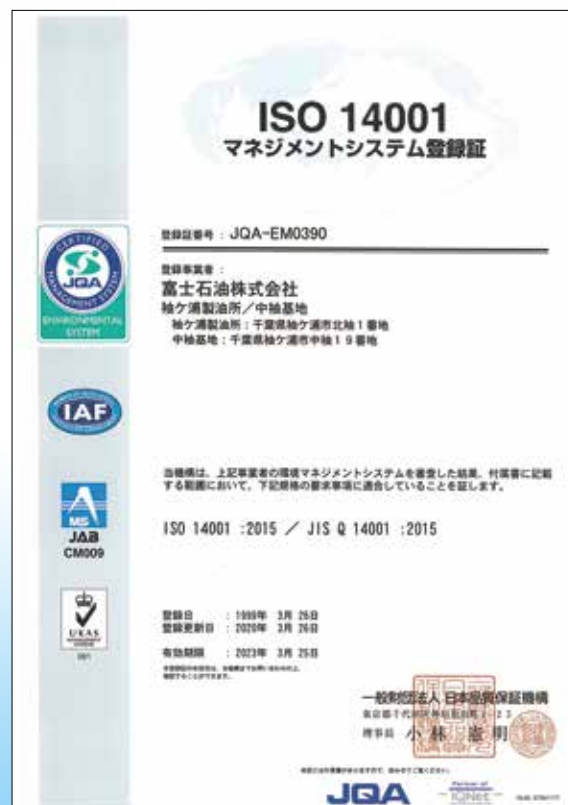 ISO 14001
マネジメントシステム登録証
登録証番号 : JQA-EM0390
登録事業者 :
富士石油株式会社
袖ケ浦製油所／中袖基地
袖ケ浦製油所 : 千葉県袖ケ浦市北袖1番地
中袖基地 : 千葉県袖ケ浦市中袖19番地
CERTIFIED
MANAGEMENT SYSTEM
JQA
ENVIRONMENTAL
SYSTEM
IAF
当機構は、上記事業者の環境マネジメントシステムを審査した結果、付属書に記載
する範囲において、下記規格の要求事項に適合していることを証します。
MS
JAB
CM009
ISO 14001 :2015 ／ JIS Q 14001 :2015
UKAS
登録日 : 1999年 3月 26日
登録更新日 : 2020年 3月 26日
有効期限 : 2023年 3月 25日
一般財団法人 日本品質保証機構
理事長 小林 憲明
JQA
Partner of
IQNet